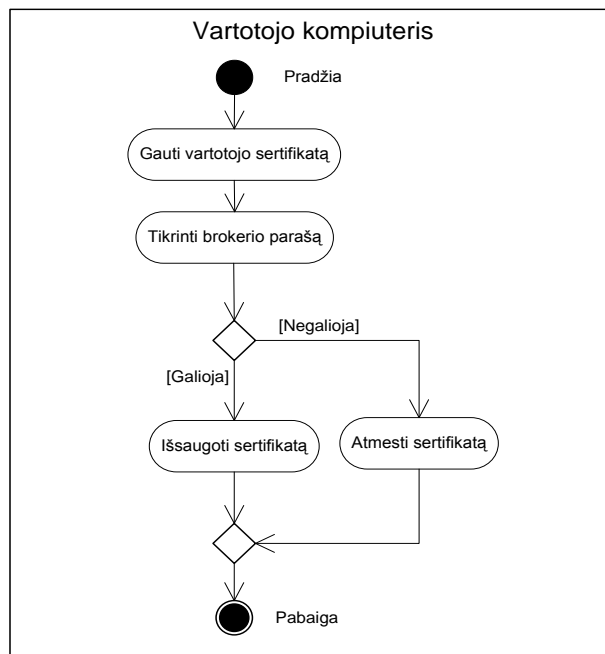 Vartotojo kompiuteris
Pradžia
Gauti vartotojo sertifikatą
Tikrinti brokerio parašą
[Negalioja]
[Galioja]
Išsaugoti sertifikatą
Atmesti sertifikatą
Pabaiga